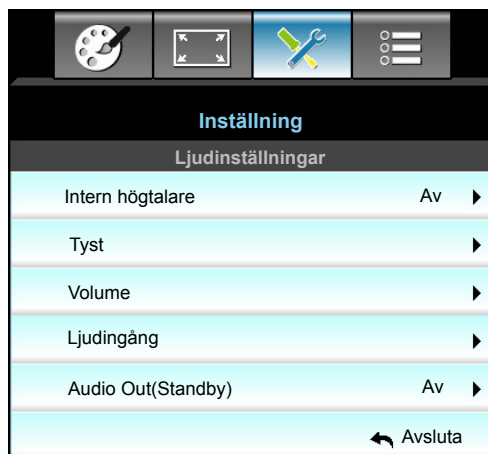 Inställning
Ljudinställningar
Intern högtalare Av
Tyst
Volume
Ljudingång
Audio Out(Standby) Av
Avsluta